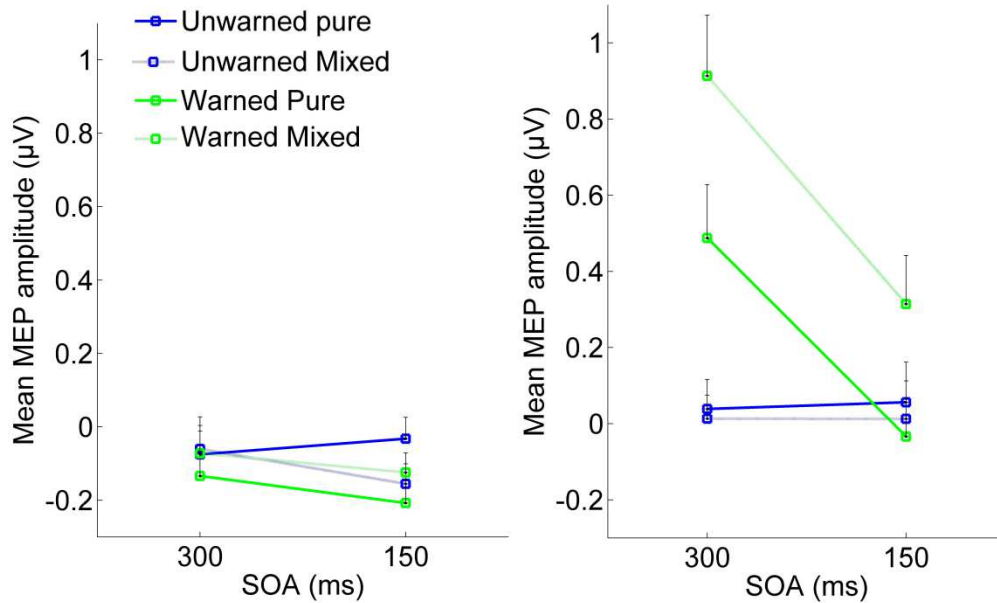 Unwarned pure
Unwarned Mixed
Warned Pure
Warned Mixed
Mean MEP amplitude (µV)
1
0.8
0.6
0.4
0.2
0
-0.2
300
150
SOA (ms)
Mean MEP amplitude (µV)
1
0.8
0.6
0.4
0.2
0
-0.2
300
150
SOA (ms)